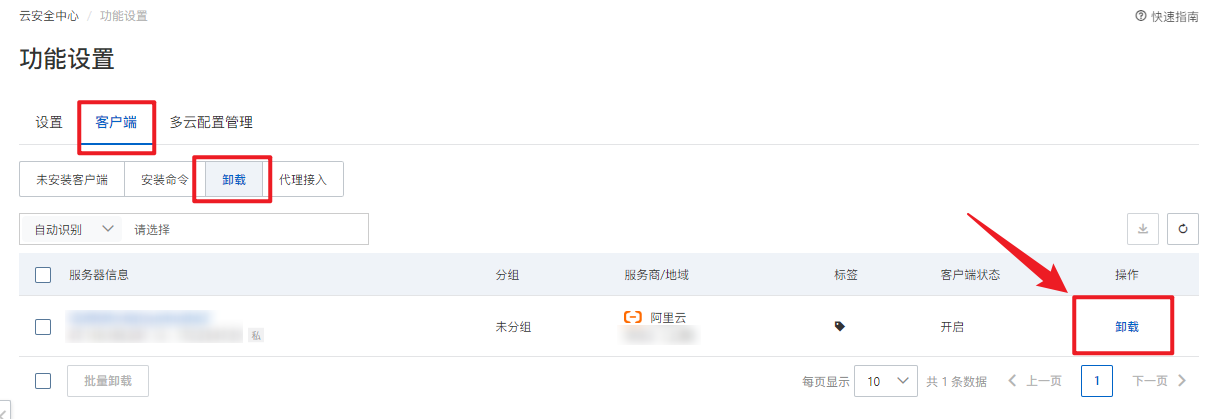 云安全中心 / 功能设置 快速指南
功能设置
设置 客户端 多云配置管理
未安装客户端 安装命令 卸载 代理接入
自动识别 请选择
服务器信息 分组 服务商/地域 标签 客户端状态 操作
私 未分组 阿里云 开启 卸载
批量卸载 每页显示 10 共 1 条数据 上一页 1 下一页